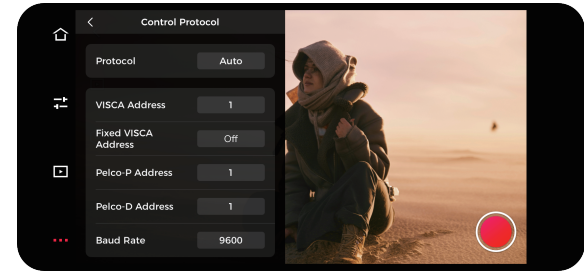 Control Protocol
Protocol Auto
VISCA Address 1
Fixed VISCA
Address Off
Pelco-P Address 1
Pelco-D Address 1
Baud Rate 9600